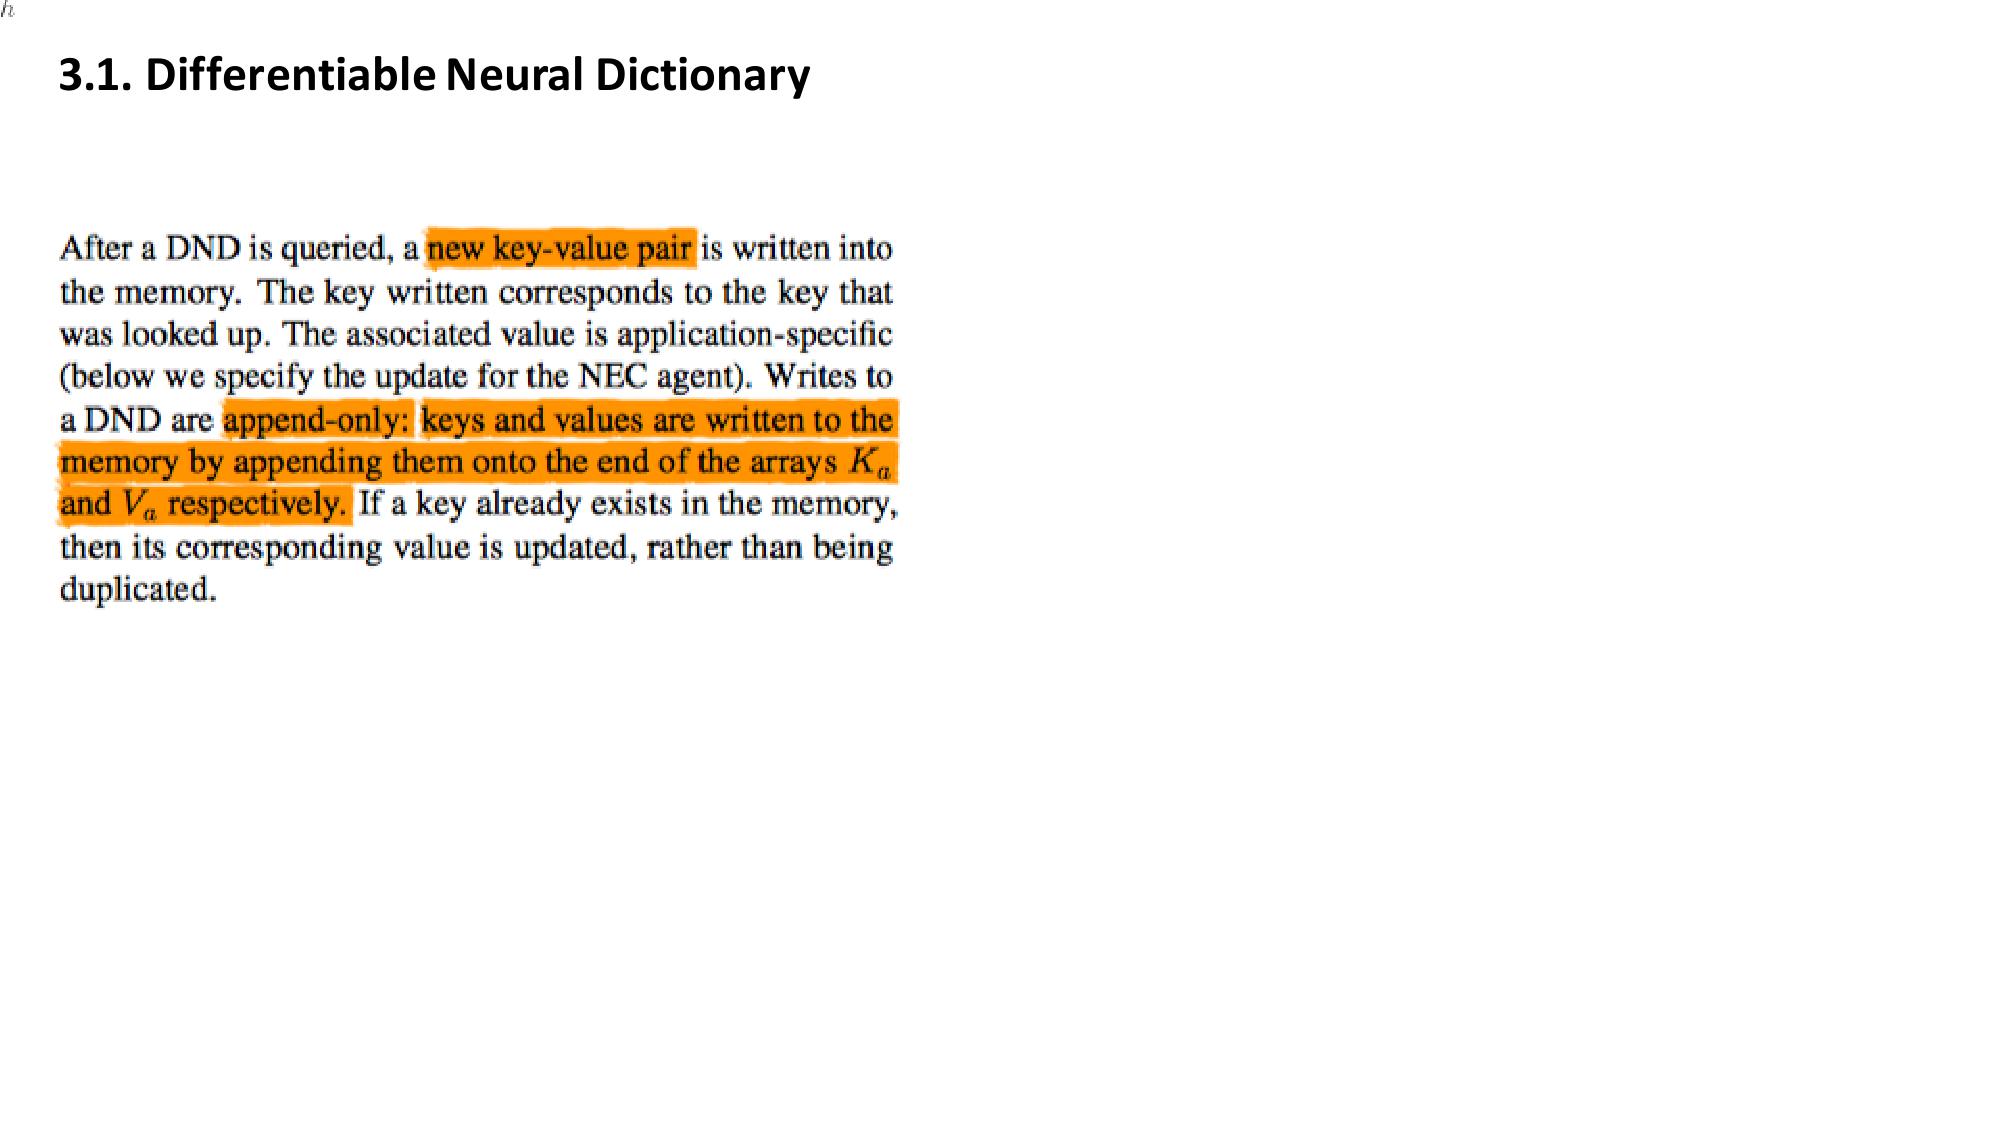 h
3.1. Differentiable Neural Dictionary
After a DND is queried, a new key-value pair is written into
the memory. The key written corresponds to the key that
was looked up. The associated value is application-specific
(below we specify the update for the NEC agent). Writes to
a DND are append-only: keys and values are written to the
memory by appending them onto the end of the arrays Kₐ
and Vₐ respectively. If a key already exists in the memory,
then its corresponding value is updated, rather than being
duplicated.